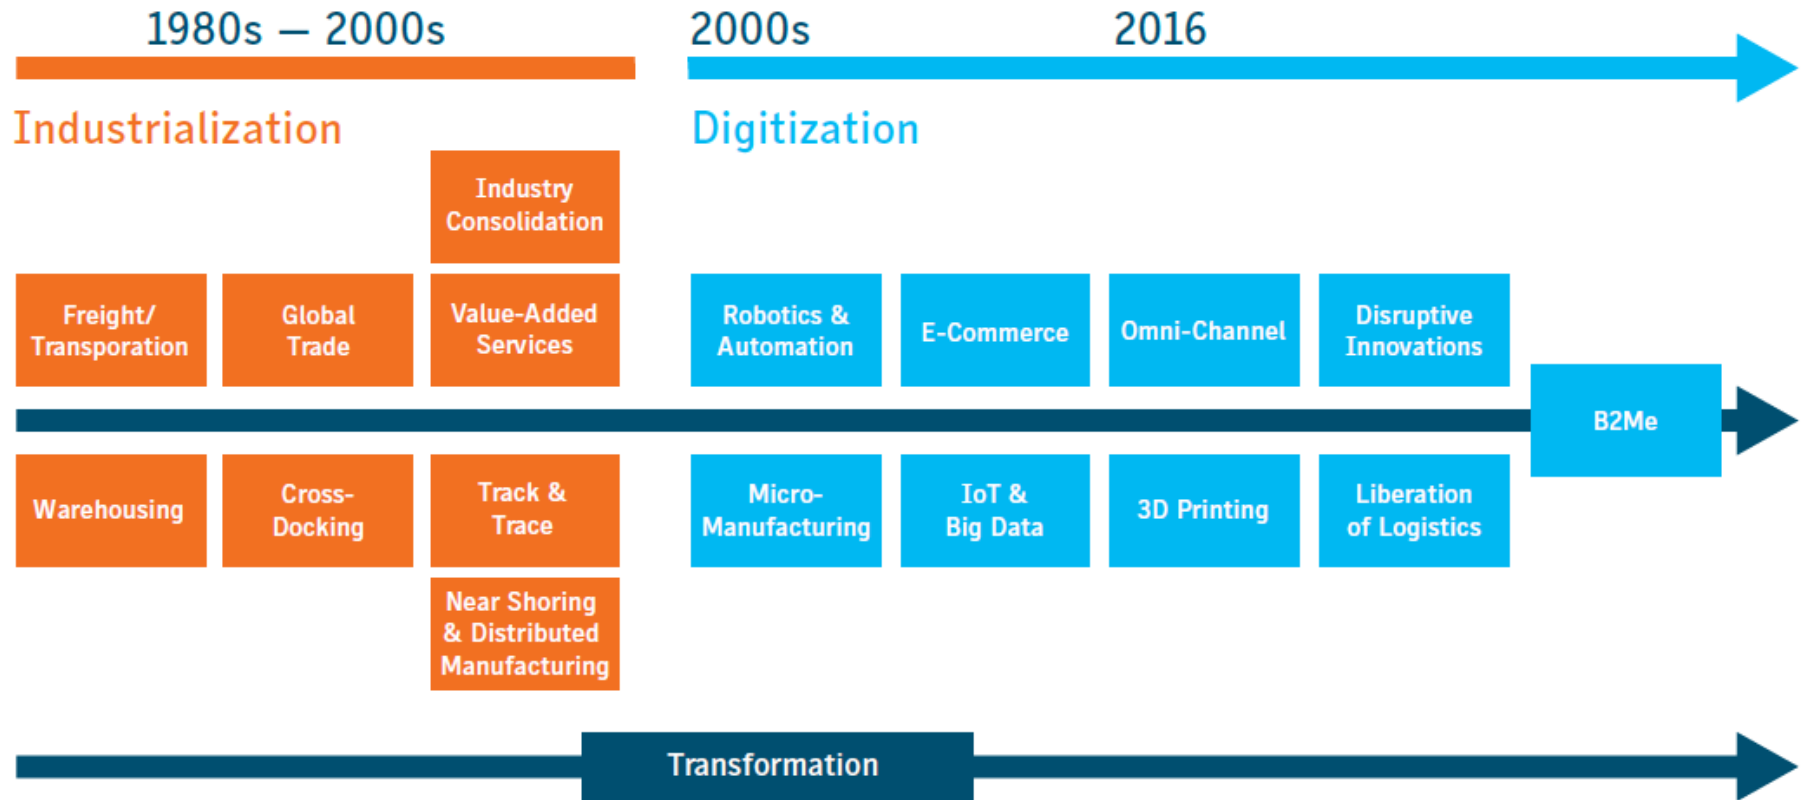 1980s – 2000s
2000s
2016
Industrialization
Digitization
Industry
Consolidation
Freight/
Transporation
Global
Trade
Value-Added
Services
Robotics &
Automation
E-Commerce
Omni-Channel
Disruptive
Innovations
B2Me
Warehousing
Cross-
Docking
Track &
Trace
Micro-
Manufacturing
IoT &
Big Data
3D Printing
Liberation
of Logistics
Near Shoring
& Distributed
Manufacturing
Transformation